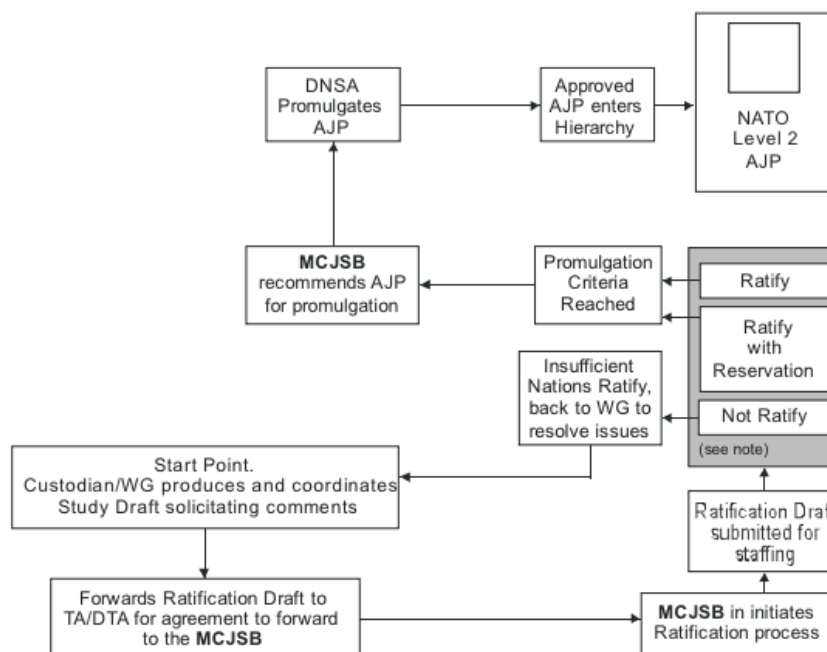 DNSA
Promulgates
AJP
Approved
AJP enters
Hierarchy
NATO
Level 2
AJP
MCJSB
recommends AJP
for promulgation
Promulgation
Criteria
Reached
Ratify
Ratify
with
Reservation
Insufficient
Nations Ratify,
back to WG to
resolve issues
Not Ratify
(see note)
Start Point.
Custodian/WG produces and coordinates
Study Draft solicitating comments
Ratification Draft
submitted for
staffing
Forwards Ratification Draft to
TA/DTA for agreement to forward
to the MCJSB
MCJSB in initiates
Ratification process